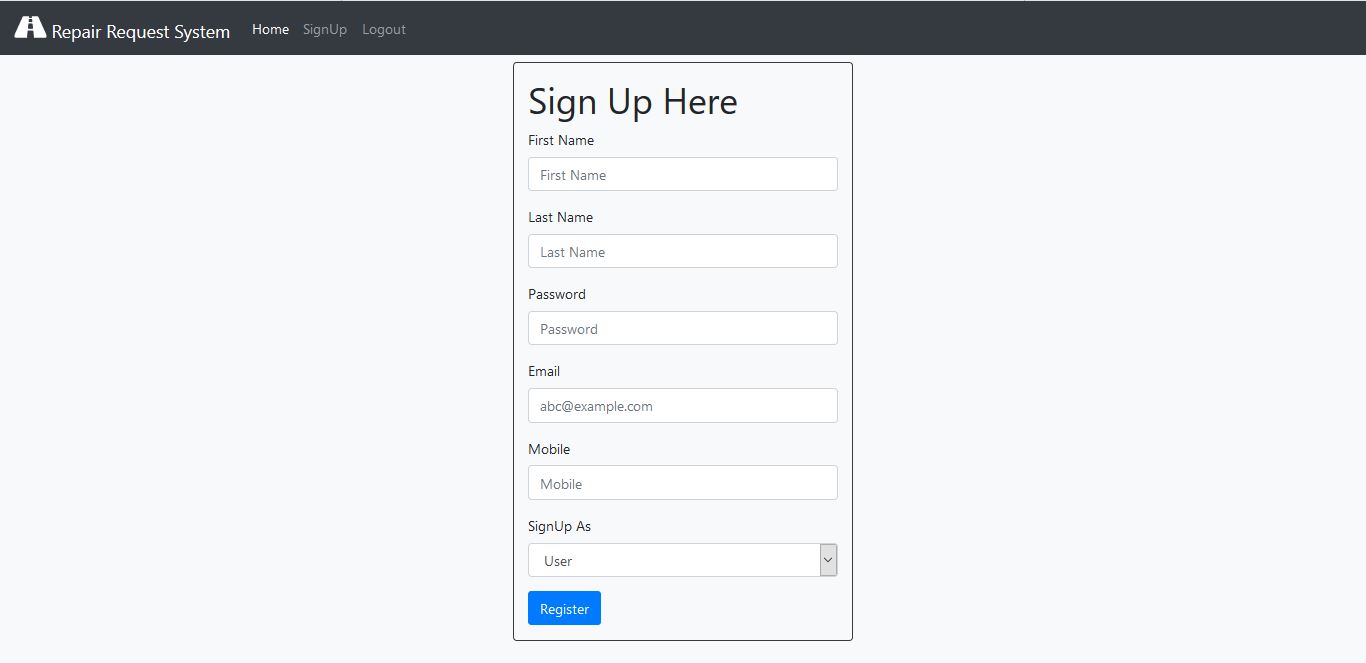 Repair Request System Home SignUp Logout
Sign Up Here
First Name
First Name
Last Name
Last Name
Password
Password
Email
abc@example.com
Mobile
Mobile
SignUp As
User
Register